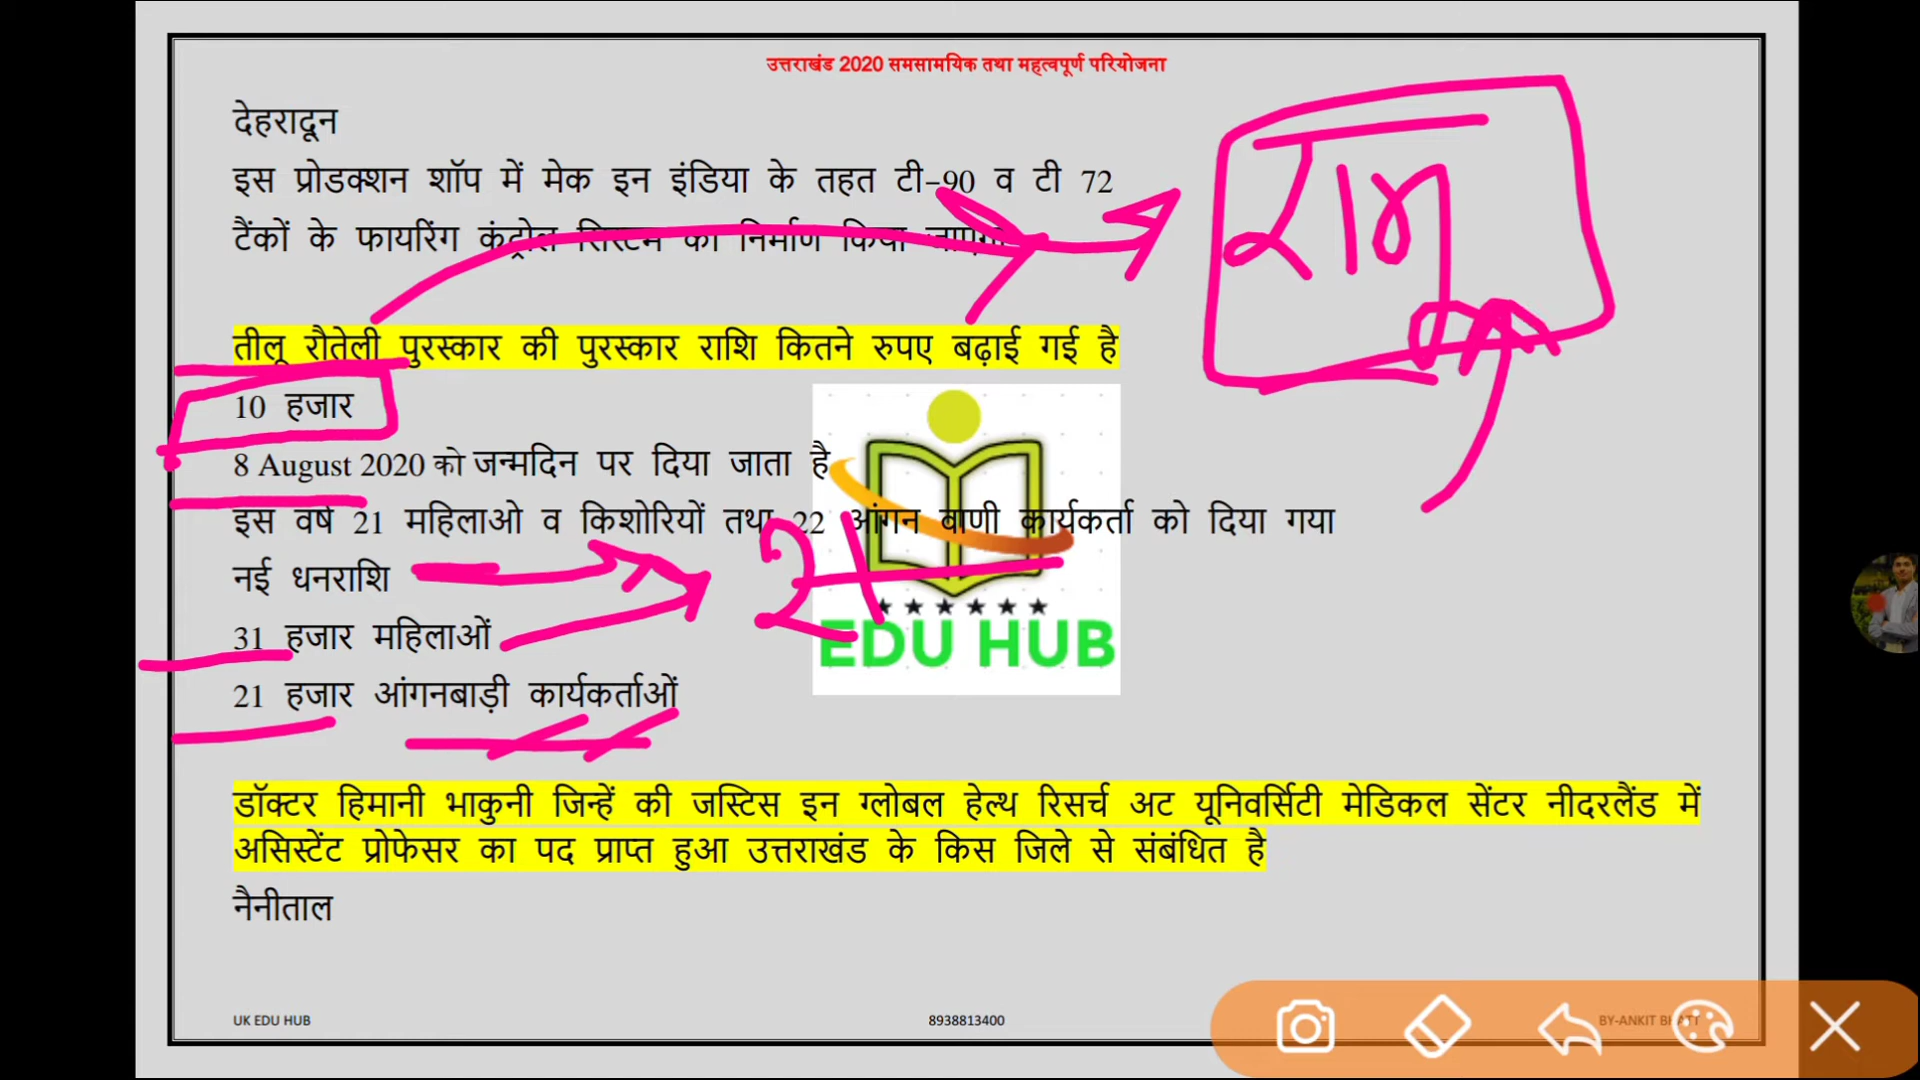 उत्तराखंड 2020 समसामयिक तथा महत्वपूर्ण परियोजना
देहरादून
इस प्रोडक्शन शॉप में मेक इन इंडिया के तहत टी-90 व टी 72
टैंकों के फायरिंग कंट्रोल सिस्टम का निर्माण किया जाएगा
तीलू रौतेली पुरस्कार की पुरस्कार राशि कितने रुपए बढ़ाई गई है
10 हजार
8 August 2020 को जन्मदिन पर दिया जाता है
इस वर्ष 21 महिलाओ व किशोरियों तथा 22 आंगन वाणी कार्यकर्ता को दिया गया
नई धनराशि
21
31 हजार महिलाओं
EDU HUB
21 हजार आंगनबाड़ी कार्यकर्ताओं
डॉक्टर हिमानी भाकुनी जिन्हें की जस्टिस इन ग्लोबल हेल्थ रिसर्च अट यूनिवर्सिटी मेडिकल सेंटर नीदरलैंड में
असिस्टेंट प्रोफेसर का पद प्राप्त हुआ उत्तराखंड के किस जिले से संबंधित है
नैनीताल
UK EDU HUB
8938813400
BY-ANKIT BHATT